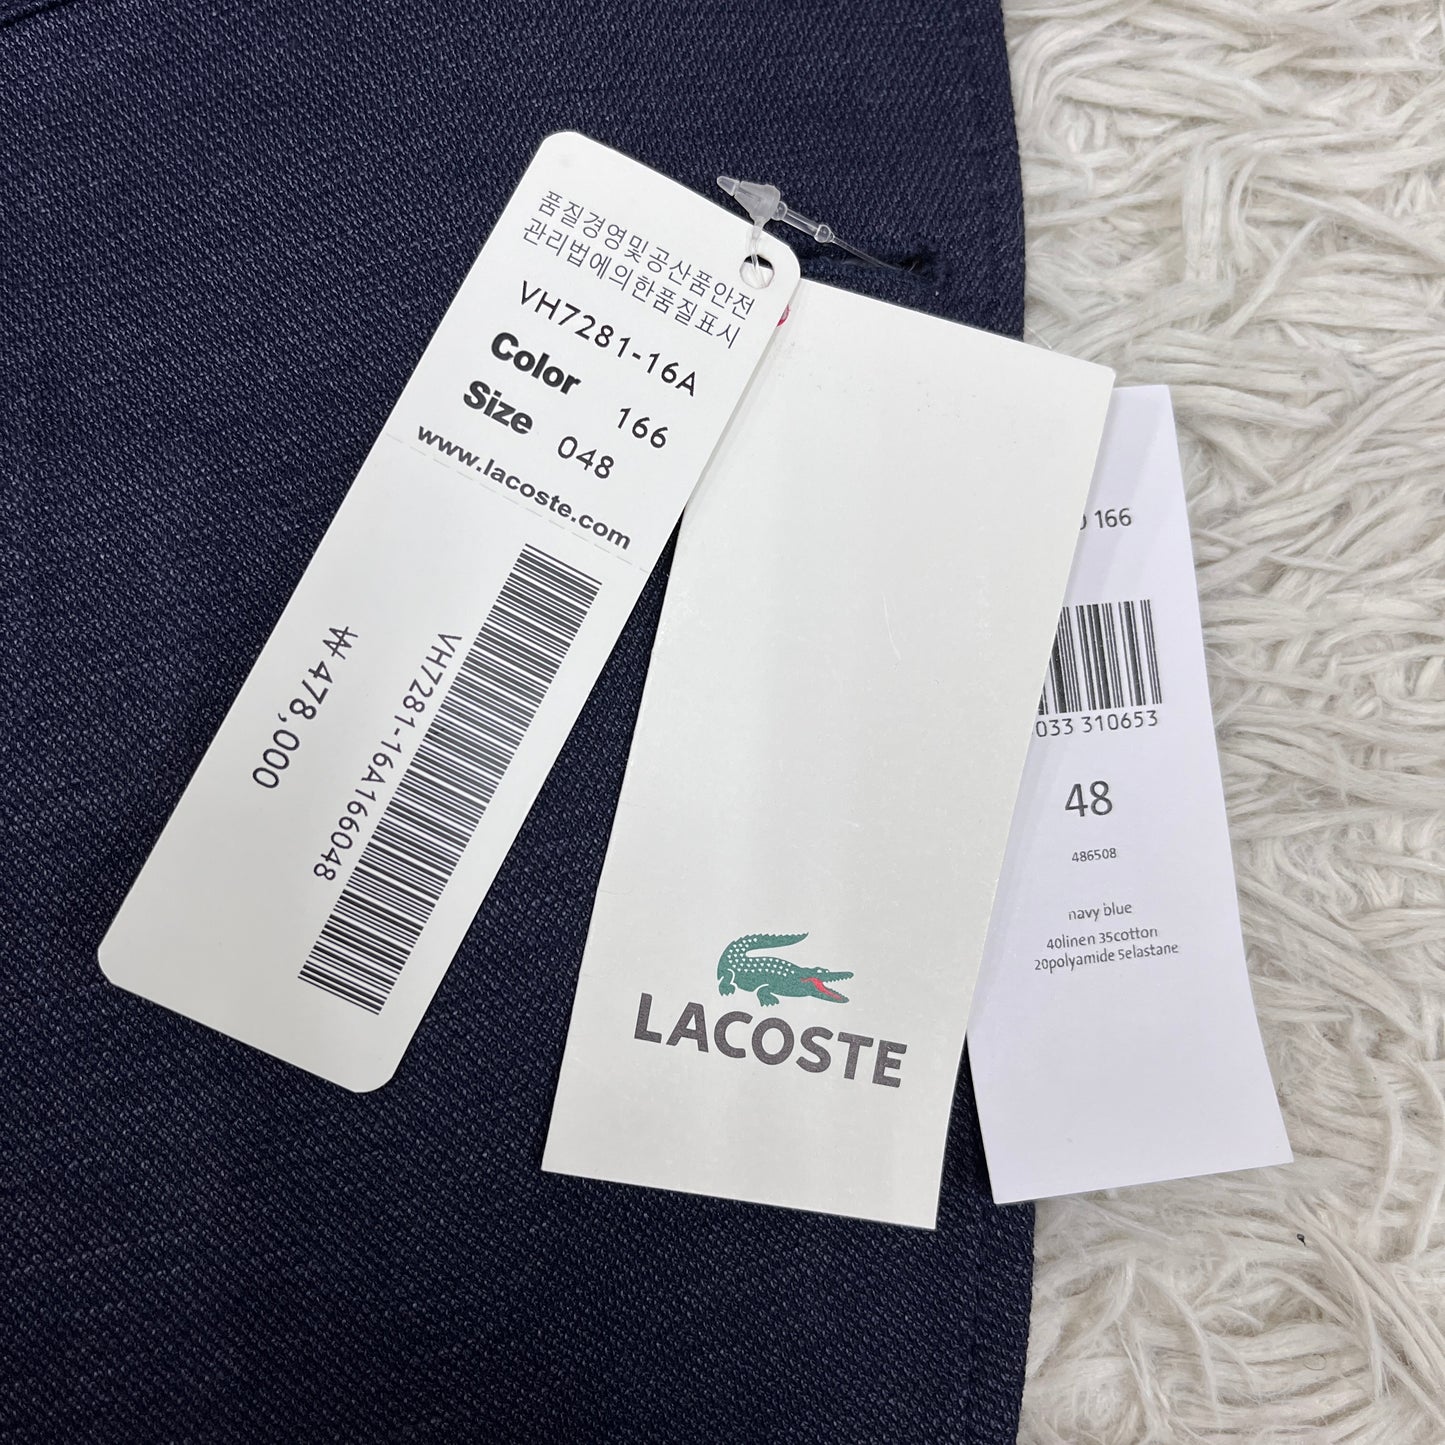 품질경영및공산품안전
관리법에의한품질표시
VH7281-16A
Color 166
Size 048
www.lacoste.com
VH7281-16A166048
₩478,000
LACOSTE
166
033 310653
48
486508
navy blue
40linen 35cotton
20polyamide 5elastane